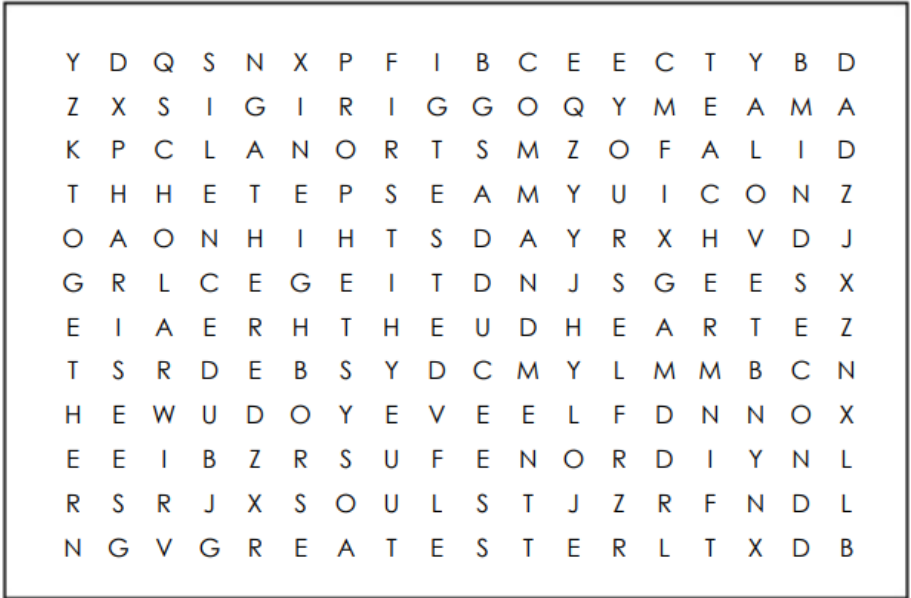 Y D Q S N X P F I B C E E C T Y B D
Z X S I G I R I G G O Q Y M E A M A
K P C L A N O R T S M Z O F A L I D
T H H E T E P S E A M Y U I C O N Z
O A O N H I H T S D A Y R X H V D J
G R L C E G E I T D N J S G E E S X
E I A E R H T H E U D H E A R T E Z
T S R D E B S Y D C M Y L M M B C N
H E W U D O Y E V E E L F D N N O X
E E I B Z R S U F E N O R D I Y N L
R S R J X S O U L S T J Z R F N D L
N G V G R E A T E S T E R L T X D B